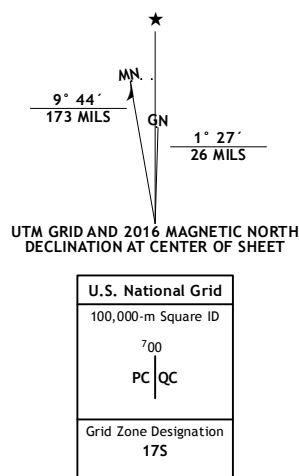 ★
MN
9° 44´
173 MILS
GN
1° 27´
26 MILS
UTM GRID AND 2016 MAGNETIC NORTH
DECLINATION AT CENTER OF SHEET
U.S. National Grid
100,000-m Square ID
⁷00
PC QC
Grid Zone Designation
17S